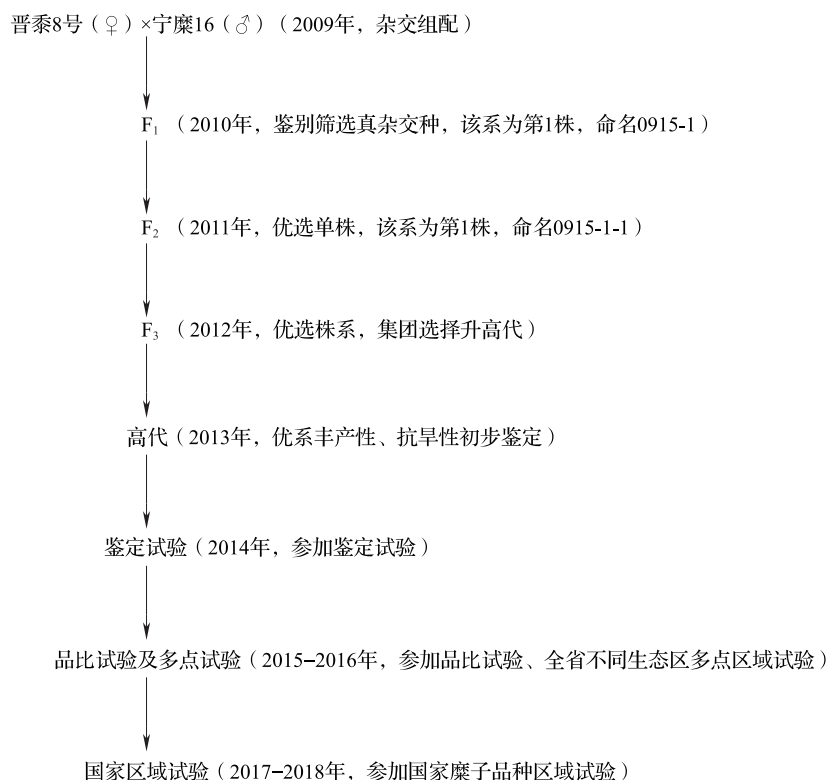 晋黍8号（♀）×宁糜16（♂）（2009年，杂交组配）
F₁（2010年，鉴别筛选真杂交种，该系为第1株，命名0915-1）
F₂（2011年，优选单株，该系为第1株，命名0915-1-1）
F₃（2012年，优选株系，集团选择升高代）
高代（2013年，优系丰产性、抗旱性初步鉴定）
鉴定试验（2014年，参加鉴定试验）
品比试验及多点试验（2015–2016年，参加品比试验、全省不同生态区多点区域试验）
国家区域试验（2017–2018年，参加国家糜子品种区域试验）